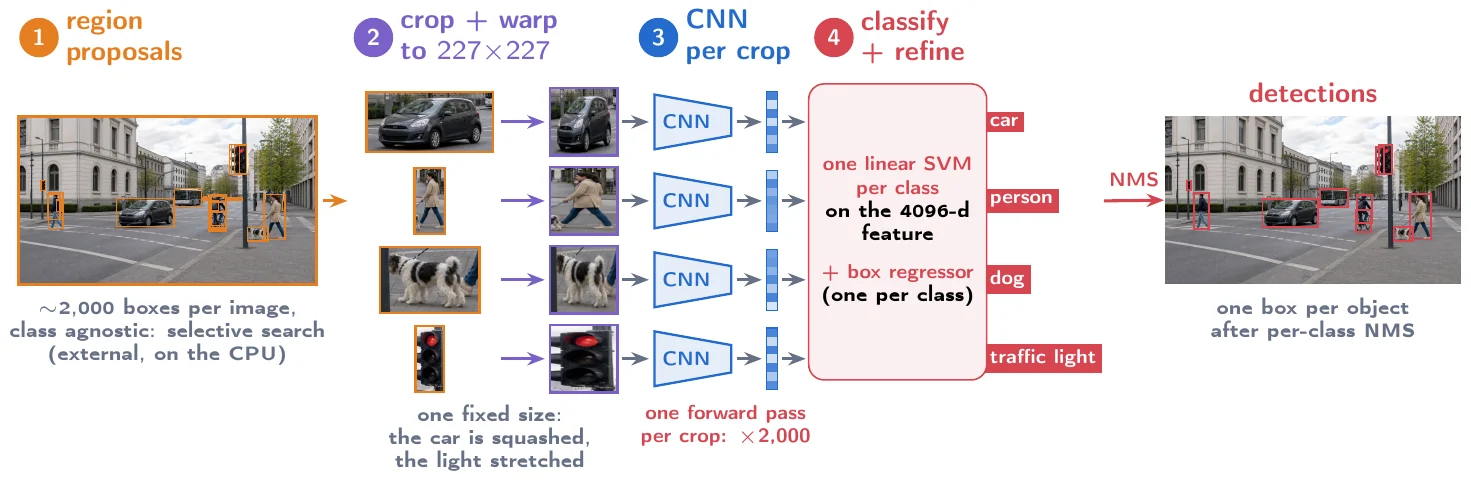 1
region
proposals
2
crop + warp
to 227×227
3
CNN
per crop
4
classify
+ refine
∼2,000 boxes per image,
class agnostic: selective search
(external, on the CPU)
one fixed size:
the car is squashed,
the light stretched
CNN
CNN
CNN
CNN
one forward pass
per crop: ×2,000
one linear SVM
per class
on the 4096-d
feature
+ box regressor
(one per class)
car
person
dog
traffic light
NMS
detections
one box per object
after per-class NMS